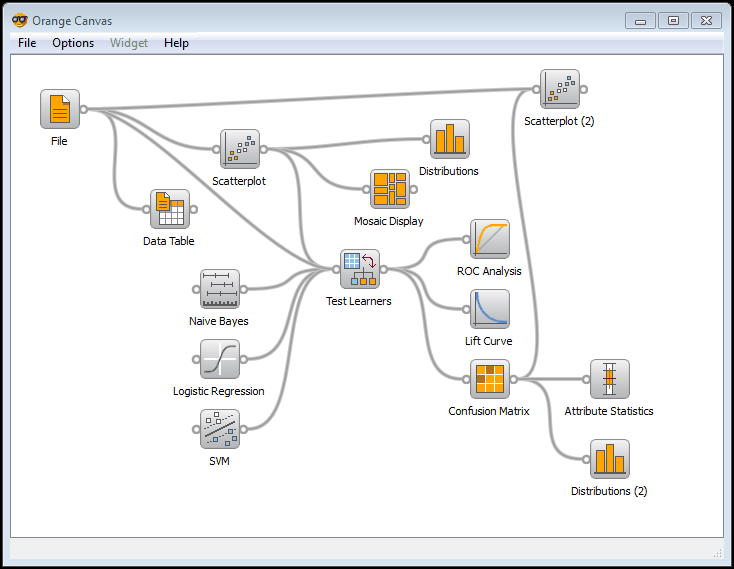 Orange Canvas
File Options Widget Help
Scatterplot (2)
File
Distributions
Scatterplot
Mosaic Display
Data Table
ROC Analysis
Test Learners
Naive Bayes
Lift Curve
Logistic Regression
Confusion Matrix
Attribute Statistics
SVM
Distributions (2)